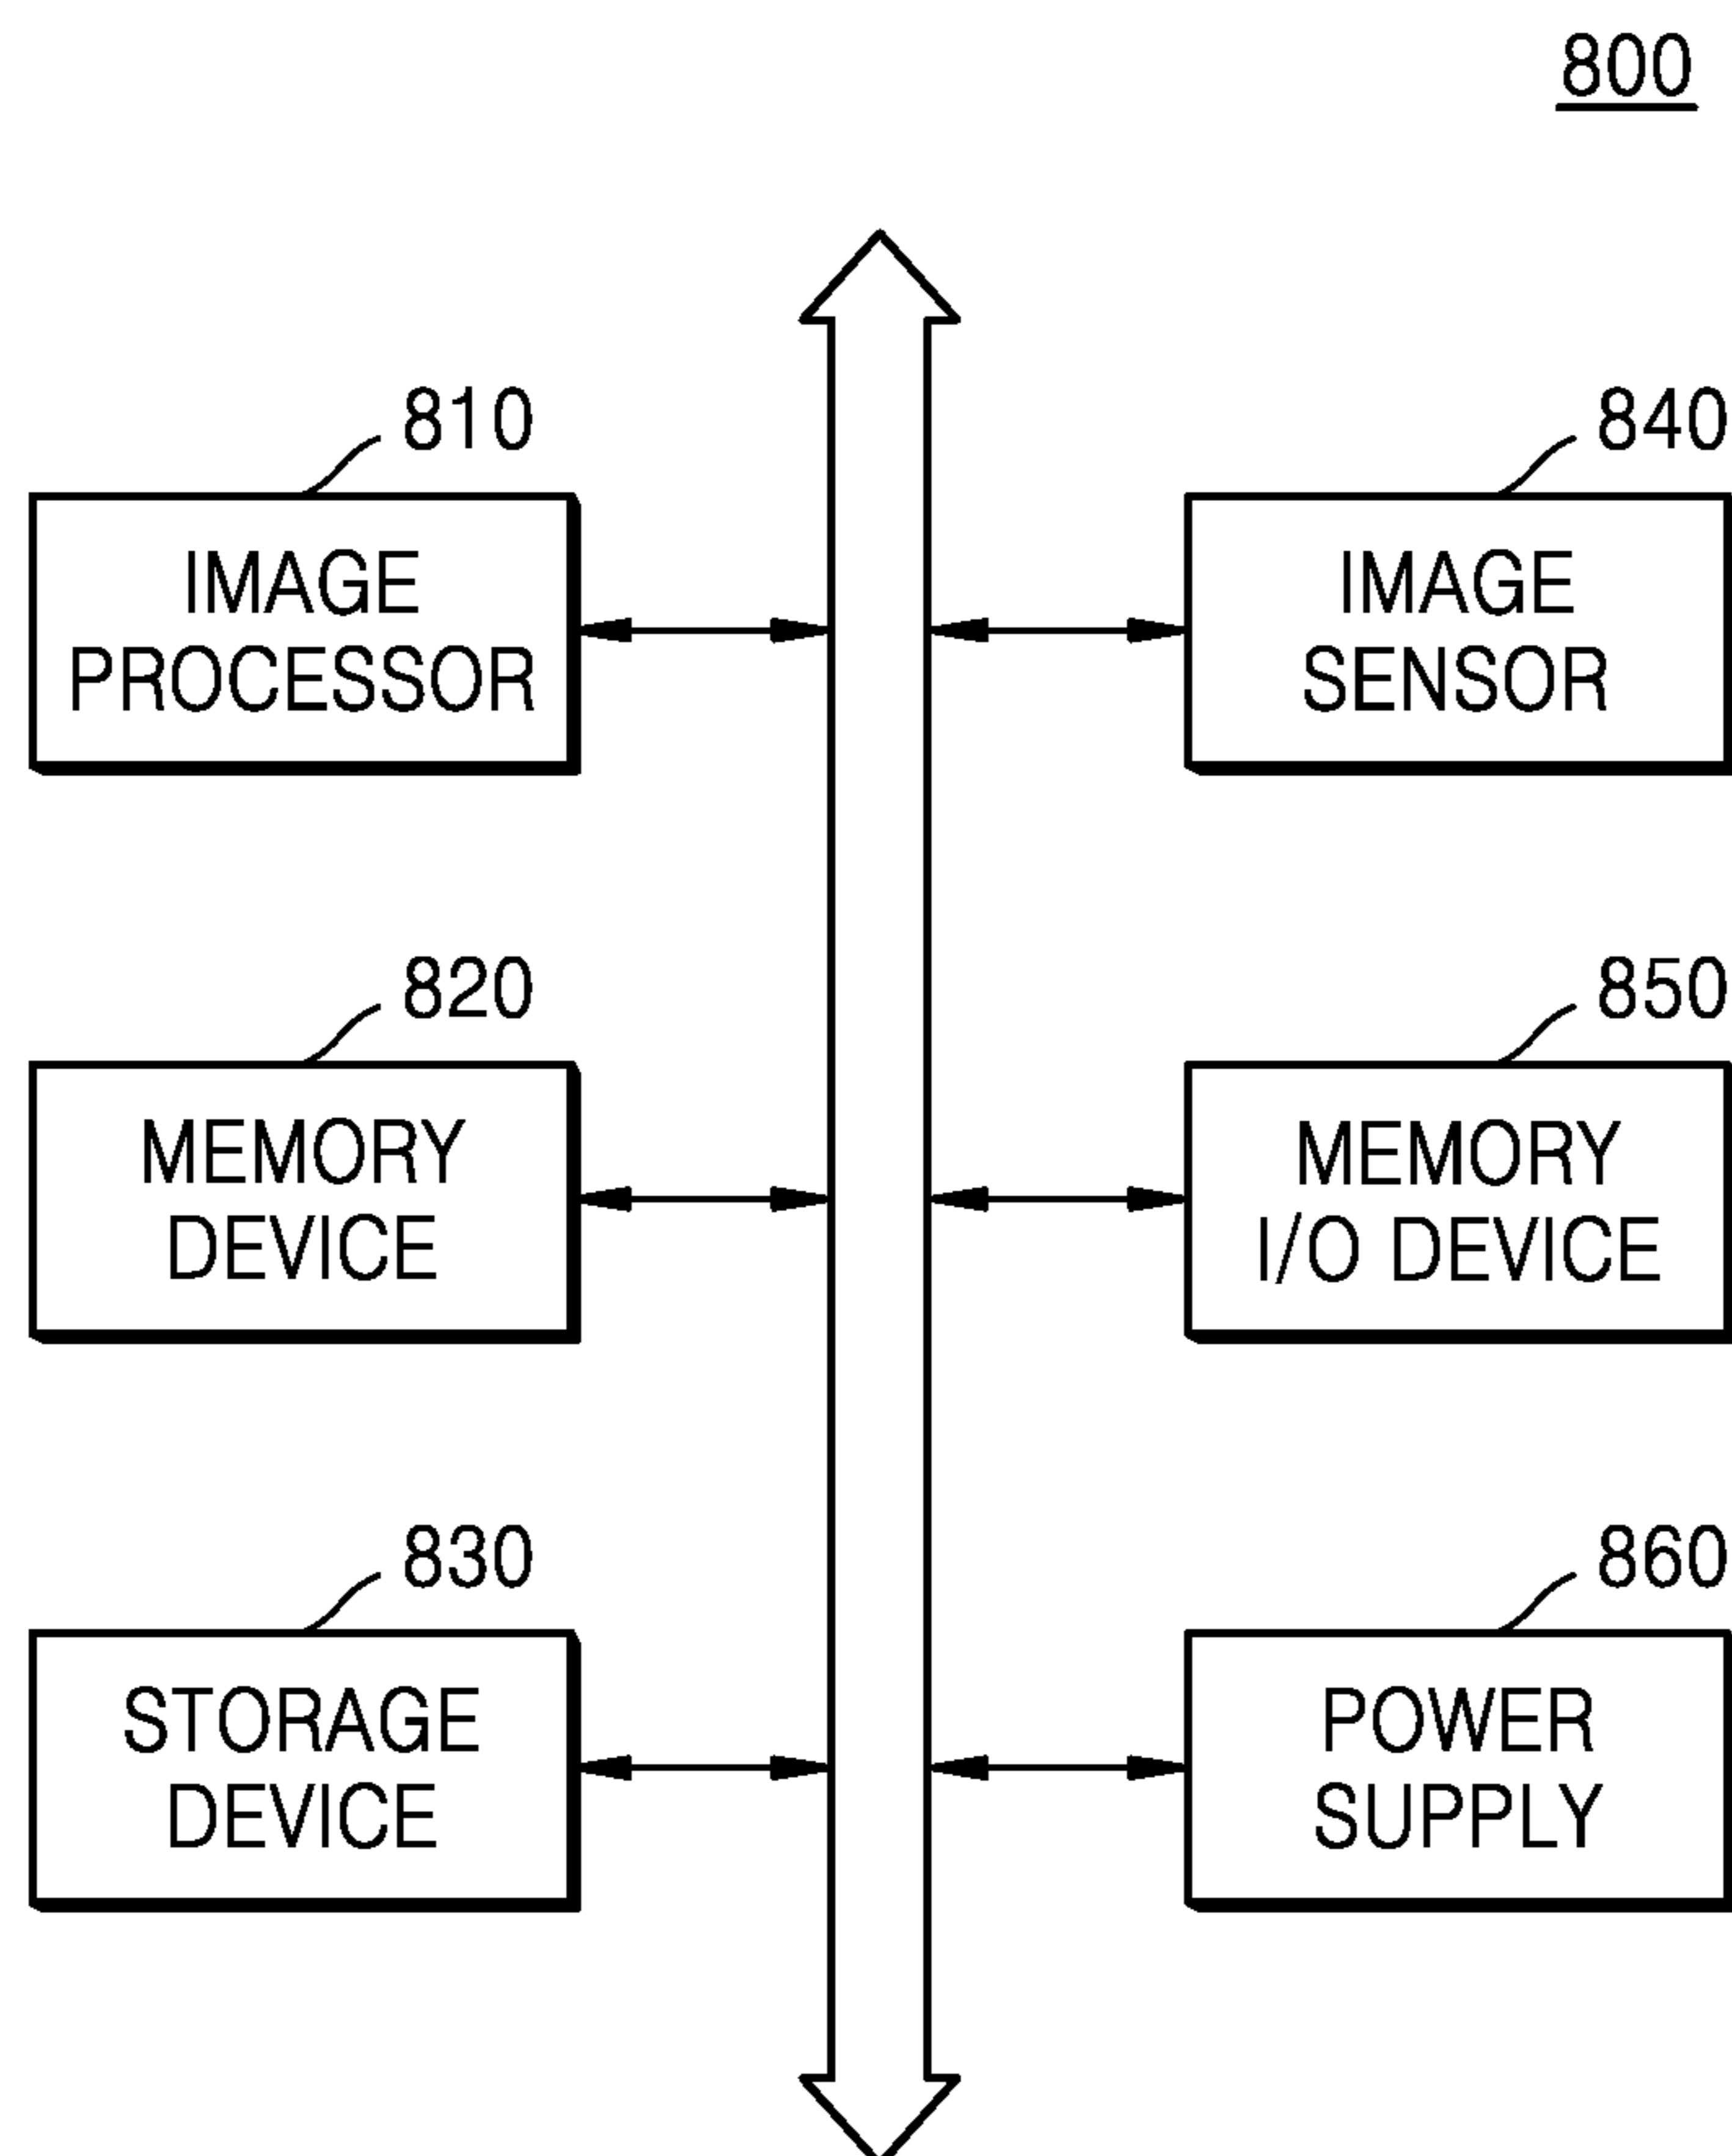 800
810
IMAGE
PROCESSOR
840
IMAGE
SENSOR
820
MEMORY
DEVICE
850
MEMORY
I/O DEVICE
830
STORAGE
DEVICE
860
POWER
SUPPLY